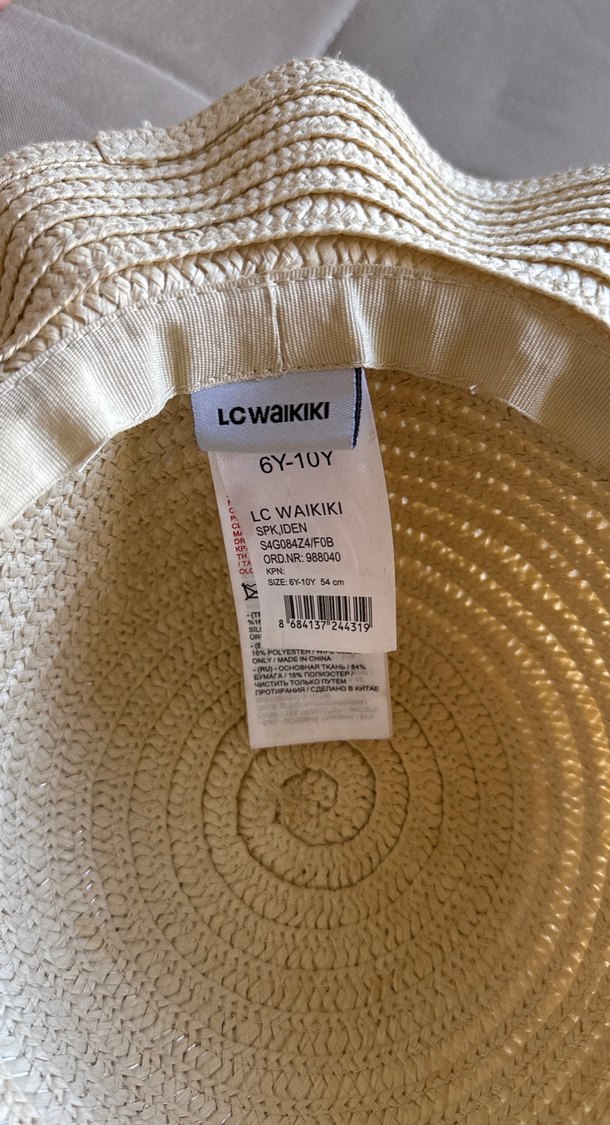 LC WAIKIKI
6Y-10Y
LC WAIKIKI
SPK,IDEN
S4G084Z4/F0B
ORD.NR: 988040
KPN:
SIZE: 6Y-10Y 54 cm
8 684137 244319
16% POLYESTER / WIPE CLEAN
ONLY / MADE IN CHINA
- (RU) - ОСНОВНАЯ ТКАНЬ / 84%
БУМАГА / 16% ПОЛИЭСТЕР /
ЧИСТИТЬ ТОЛЬКО ПУТЕМ
ПРОТИРАНИЯ / СДЕЛАНО В КИТАЕ